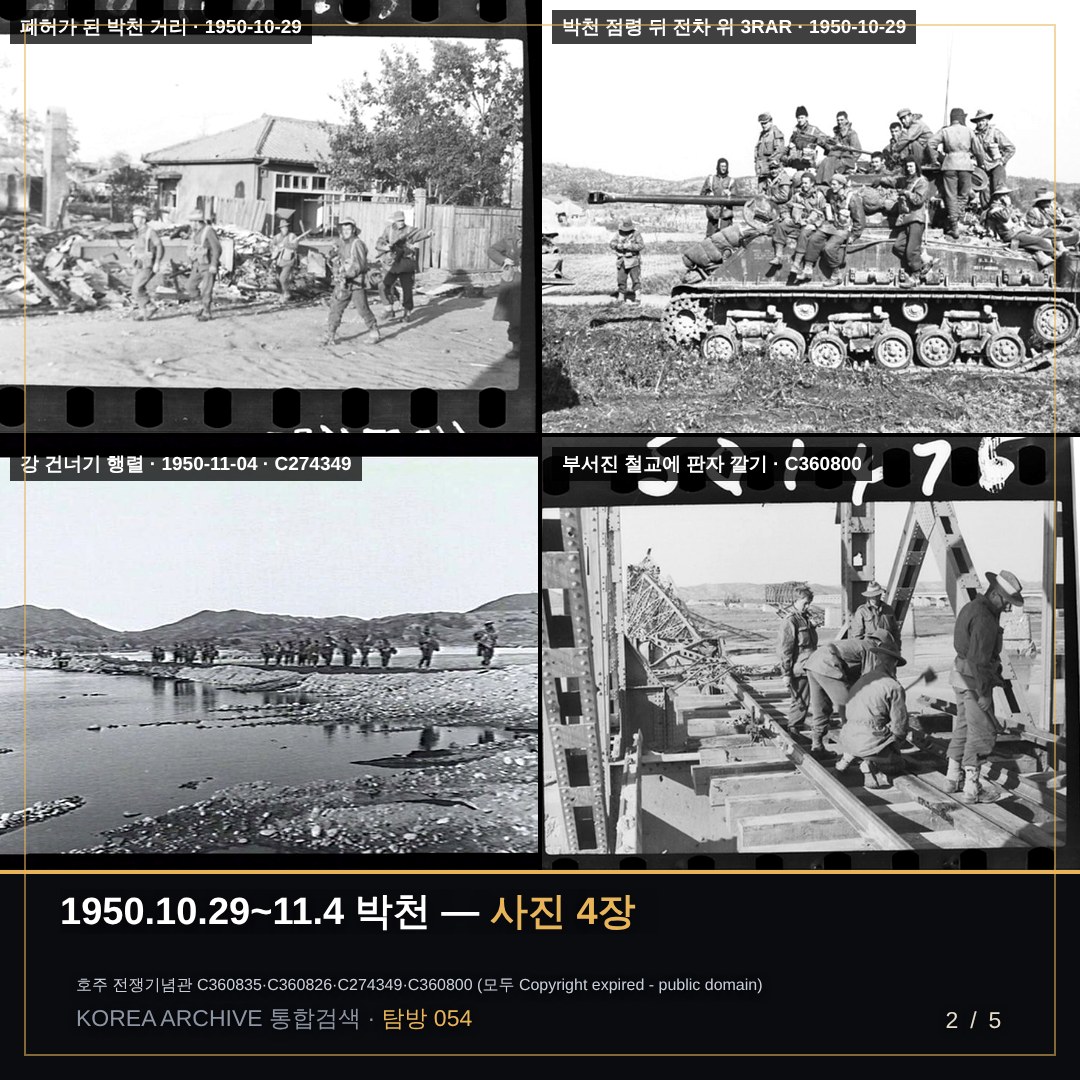 폐허가 된 박천 거리 · 1950-10-29
박천 점령 뒤 전차 위 3RAR · 1950-10-29
강 건너기 행렬 · 1950-11-04 · C274349
부서진 철교에 판자 깔기 · C360800
1950.10.29~11.4 박천 — 사진 4장
호주 전쟁기념관 C360835·C360826·C274349·C360800 (모두 Copyright expired - public domain)
KOREA ARCHIVE 통합검색 · 탐방 054
2 / 5